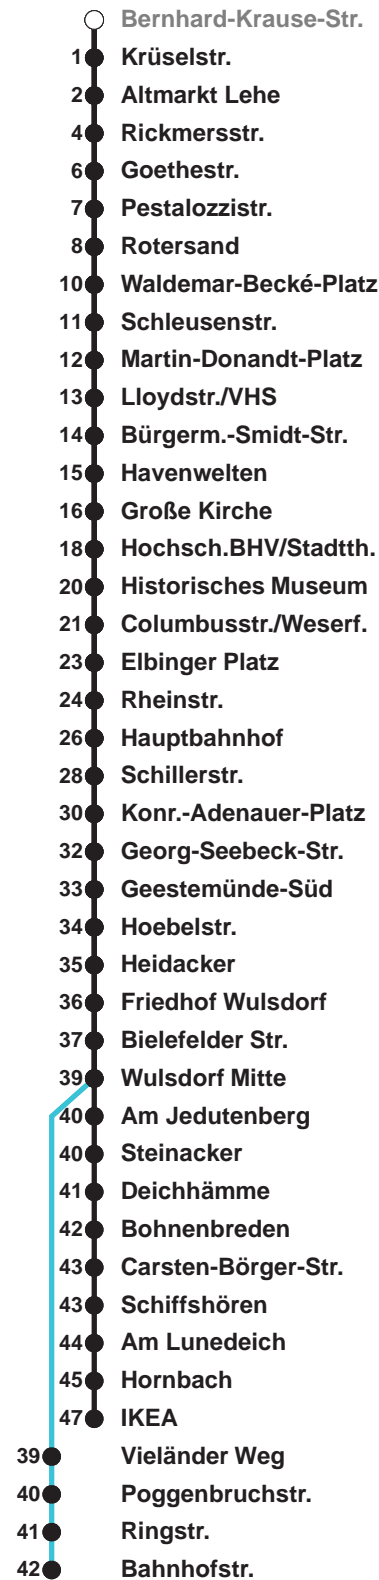 Bernhard-Krause-Str.
1 Krüselstr.
2 Altmarkt Lehe
4 Rickmersstr.
6 Goethestr.
7 Pestalozzistr.
8 Rotersand
10 Waldemar-Becké-Platz
11 Schleusenstr.
12 Martin-Donandt-Platz
13 Lloydstr./VHS
14 Bürgerm.-Smidt-Str.
15 Havenwelten
16 Große Kirche
18 Hochsch.BHV/Stadtth.
20 Historisches Museum
21 Columbusstr./Weserf.
23 Elbinger Platz
24 Rheinstr.
26 Hauptbahnhof
28 Schillerstr.
30 Konr.-Adenauer-Platz
32 Georg-Seebeck-Str.
33 Geestemünde-Süd
34 Hoebelstr.
35 Heidacker
36 Friedhof Wulsdorf
37 Bielefelder Str.
39 Wulsdorf Mitte
40 Am Jedutenberg
40 Steinacker
41 Deichhämme
42 Bohnenbreden
43 Carsten-Börger-Str.
43 Schiffshören
44 Am Lunedeich
45 Hornbach
47 IKEA
39 Vieländer Weg
40 Poggenbruchstr.
41 Ringstr.
42 Bahnhofstr.